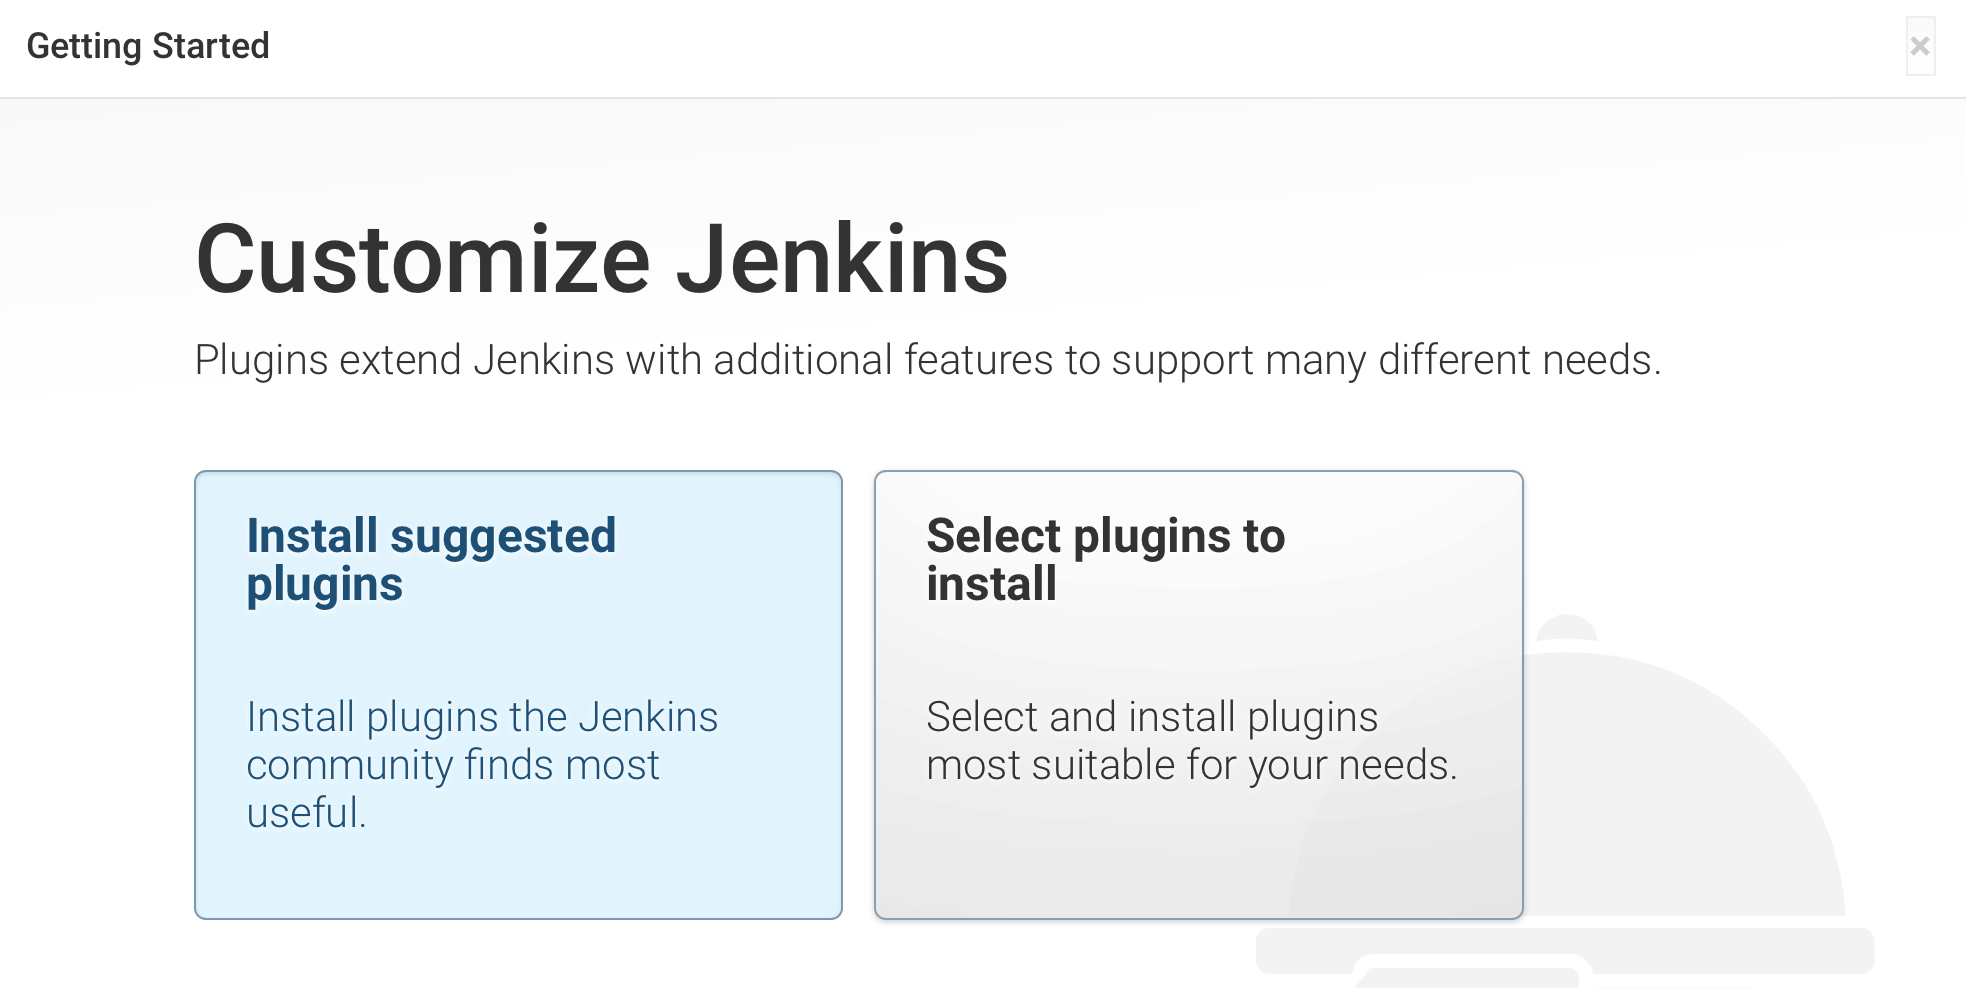 Getting Started
×
Customize Jenkins
Plugins extend Jenkins with additional features to support many different needs.
Install suggested
plugins
Install plugins the Jenkins
community finds most
useful.
Select plugins to
install
Select and install plugins
most suitable for your needs.